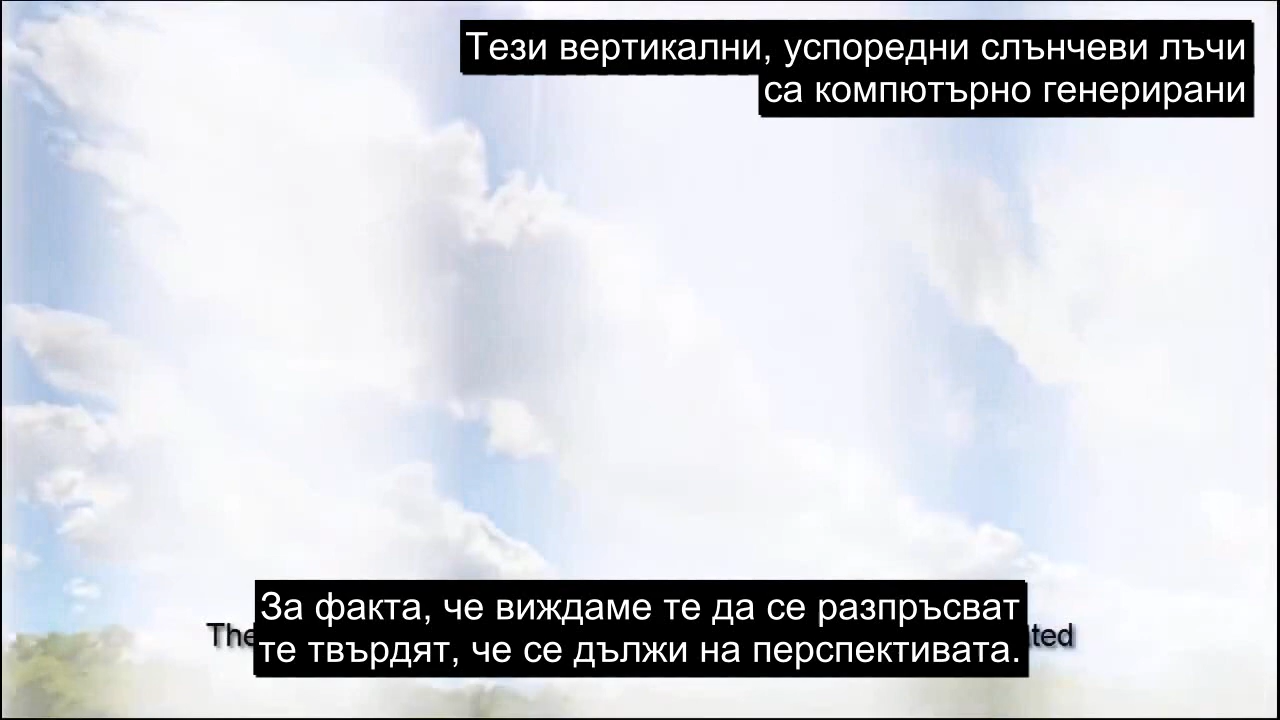 Тези вертикални, успоредни слънчеви лъчи
са компютърно генерирани
За факта, че виждаме те да се разпръсват
те твърдят, че се дължи на перспективата.